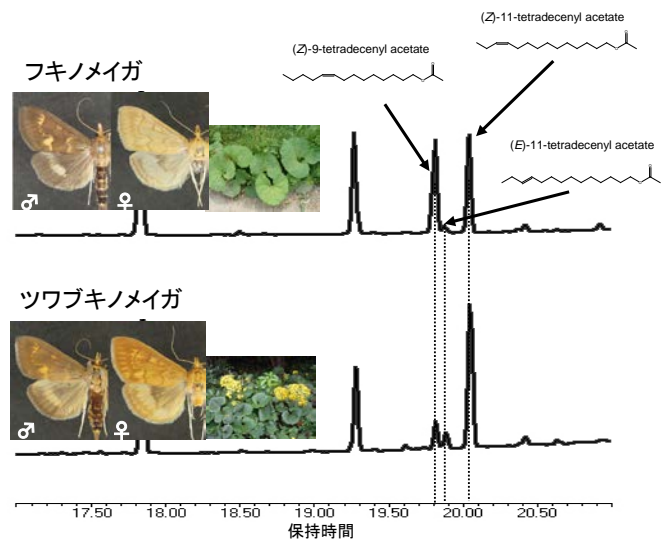 (Z)-11-tetradecenyl acetate
(Z)-9-tetradecenyl acetate
O
O
フキノメイガ
O
O
(E)-11-tetradecenyl acetate
O
O
♂ ♀
ツワブキノメイガ
♂ ♀
17.50 18.00 18.50 19.00 19.50 20.00 20.50
保持時間